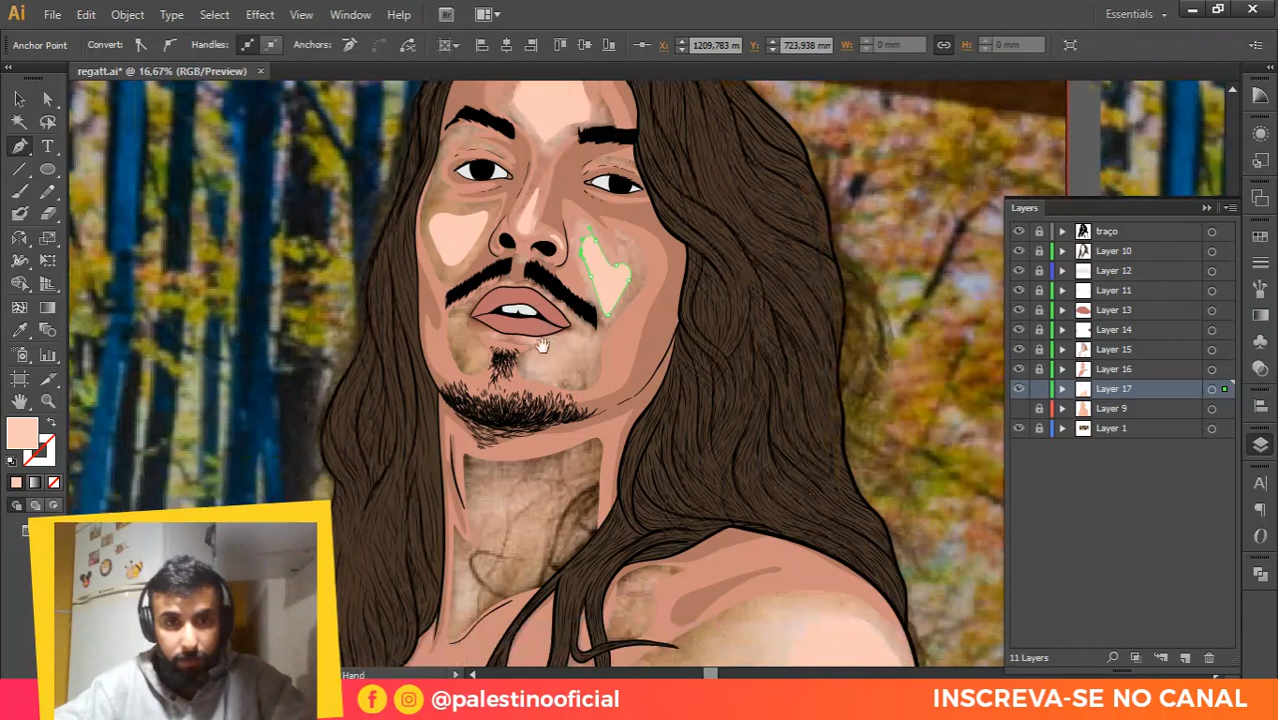 Ai File Edit Object Type Select Effect View Window Help Br Essentials
Anchor Point Convert: Handles: Anchors: X: 1209,783 m Y: 723,938 mm W: 0 mm H: 0 mm
regatt.ai* @ 16,67% (RGB/Preview)
Layers
traço
Layer 10
Layer 12
Layer 11
Layer 13
Layer 14
Layer 15
Layer 16
Layer 17
Layer 9
Layer 1
11 Layers
Hand
@palestinooficial
INSCREVA-SE NO CANAL